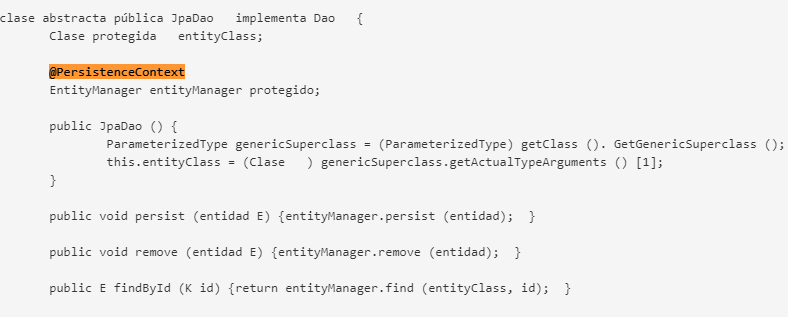 clase abstracta pública JpaDao   implementa Dao   {
Clase protegida   entityClass;
@PersistenceContext
EntityManager entityManager protegido;
public JpaDao () {
ParameterizedType genericSuperclass = (ParameterizedType) getClass (). GetGenericSuperclass ();
this.entityClass = (Clase   ) genericSuperclass.getActualTypeArguments () [1];
}
public void persist (entidad E) {entityManager.persist (entidad);  }
public void remove (entidad E) {entityManager.remove (entidad);  }
public E findById (K id) {return entityManager.find (entityClass, id);  }